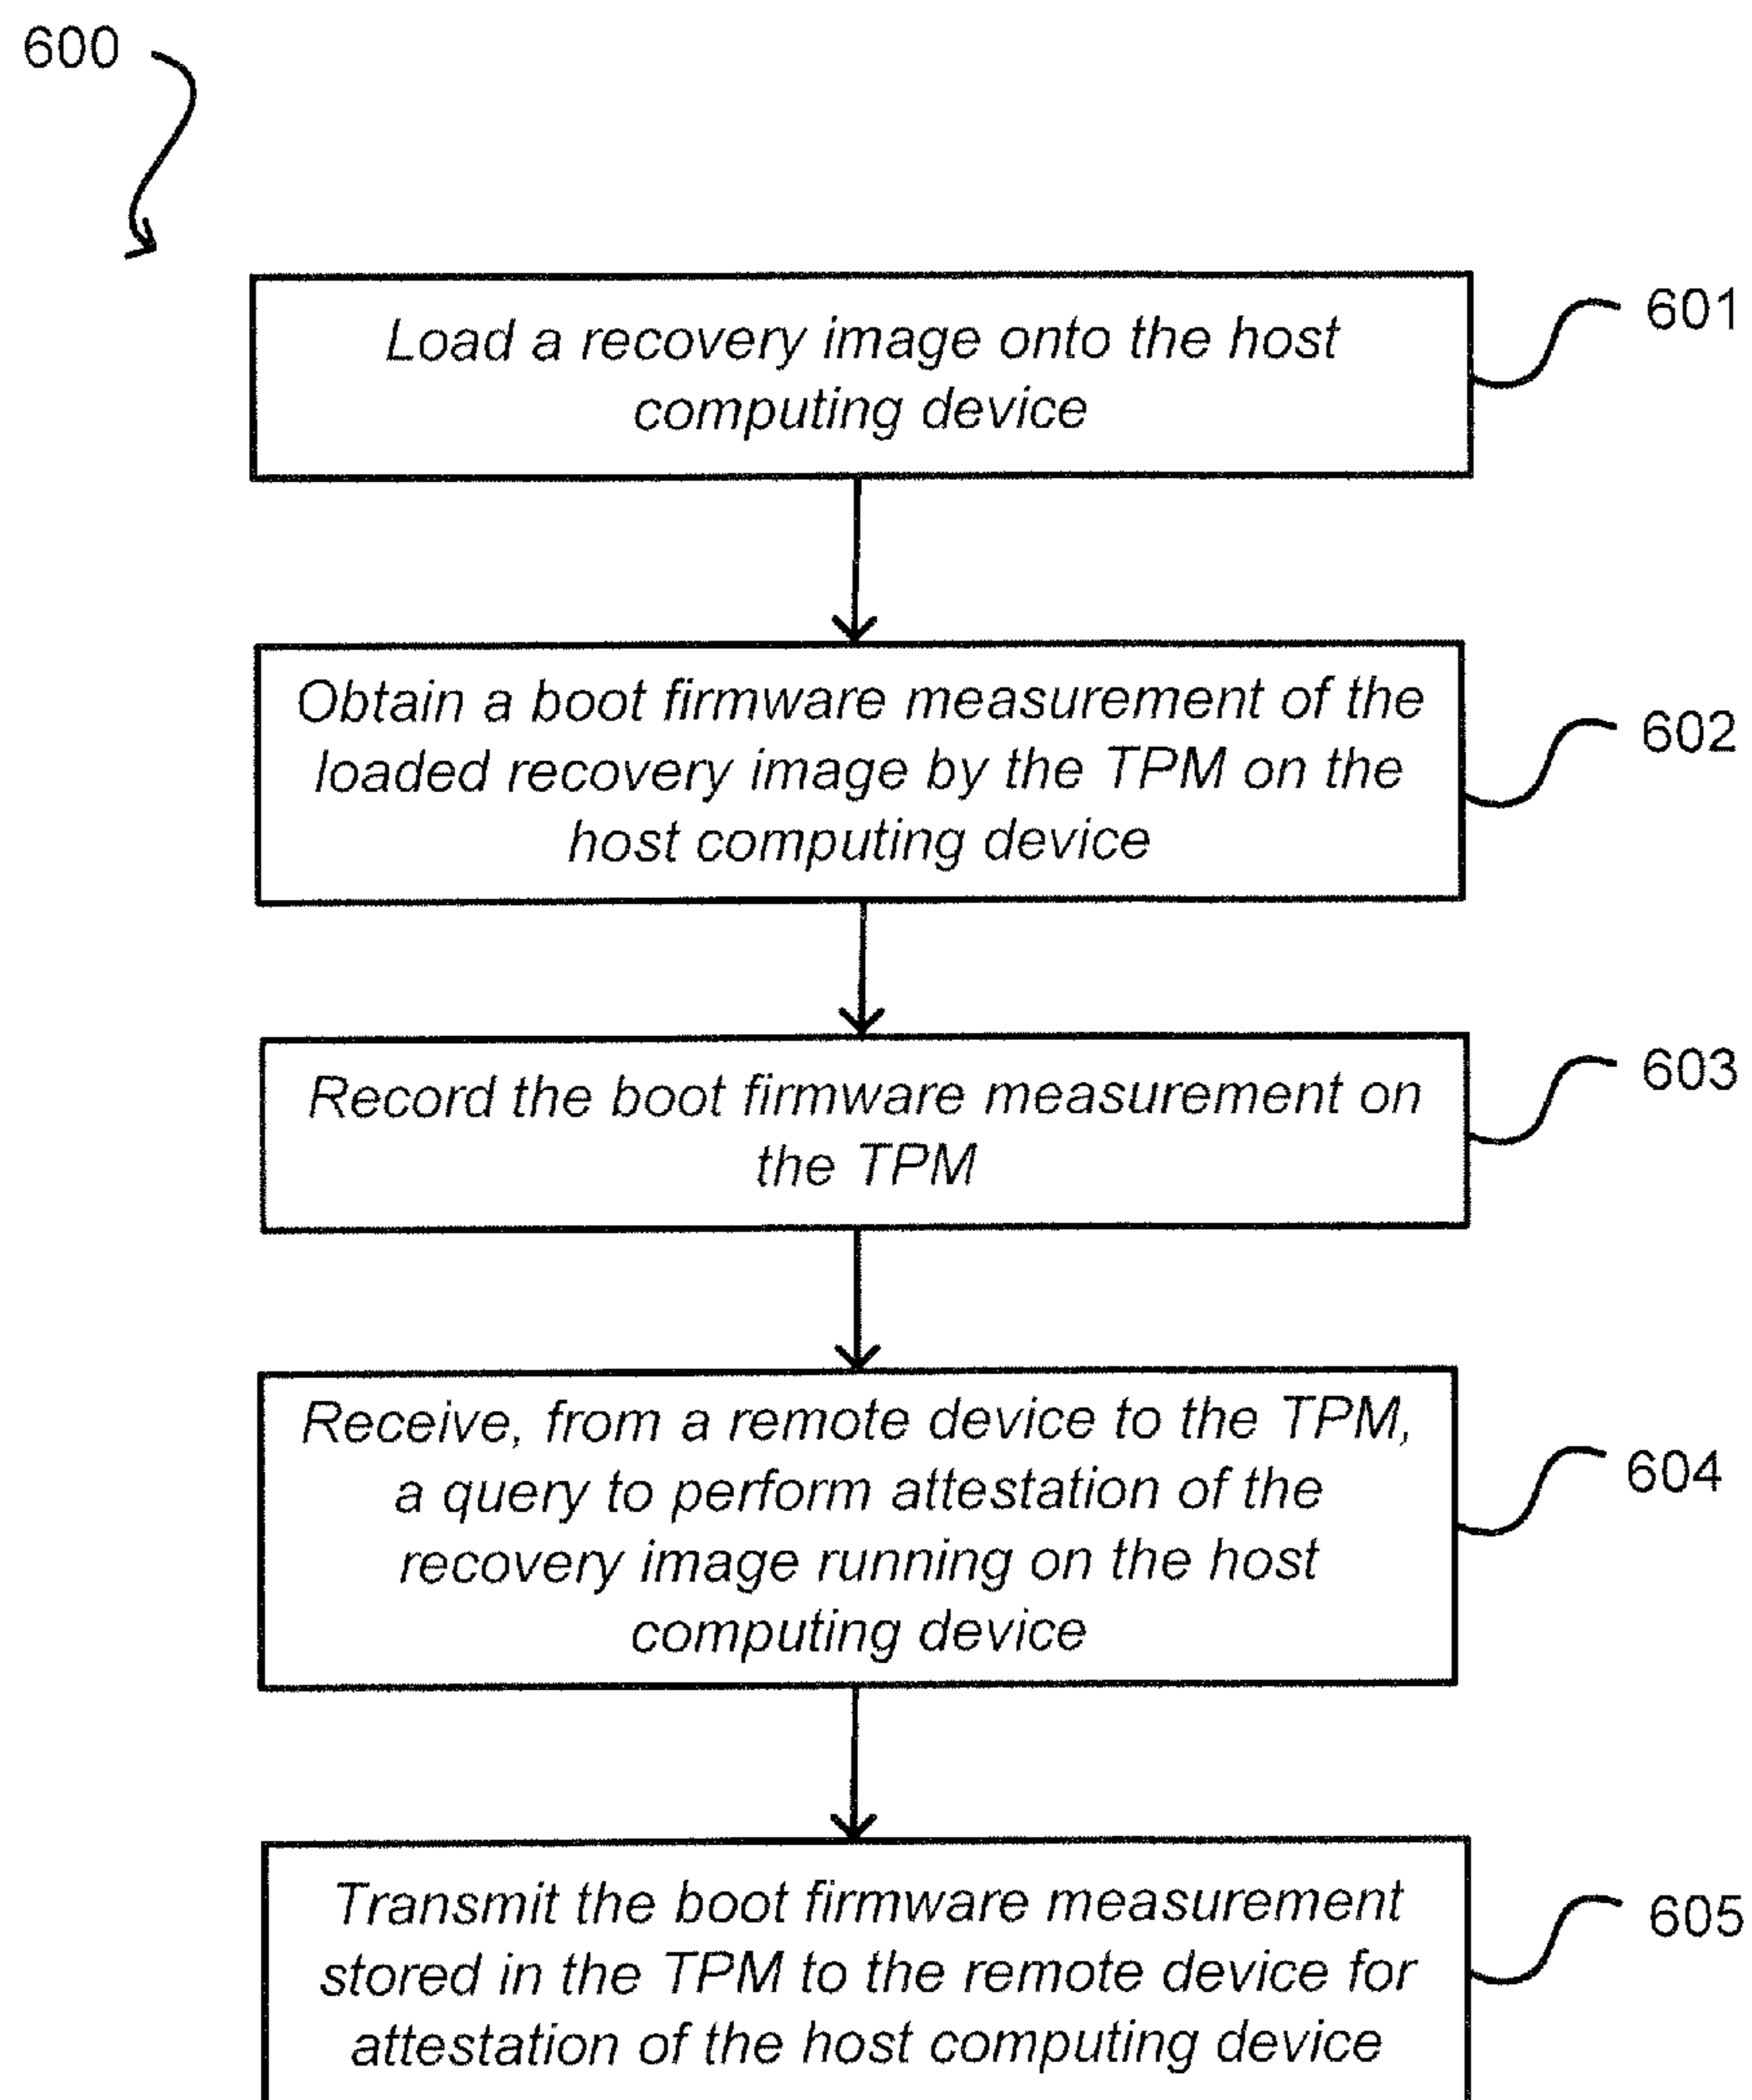 600
Load a recovery image onto the host
computing device
601
Obtain a boot firmware measurement of the
loaded recovery image by the TPM on the
host computing device
602
Record the boot firmware measurement on
the TPM
603
Receive, from a remote device to the TPM,
a query to perform attestation of the
recovery image running on the host
computing device
604
Transmit the boot firmware measurement
stored in the TPM to the remote device for
attestation of the host computing device
605